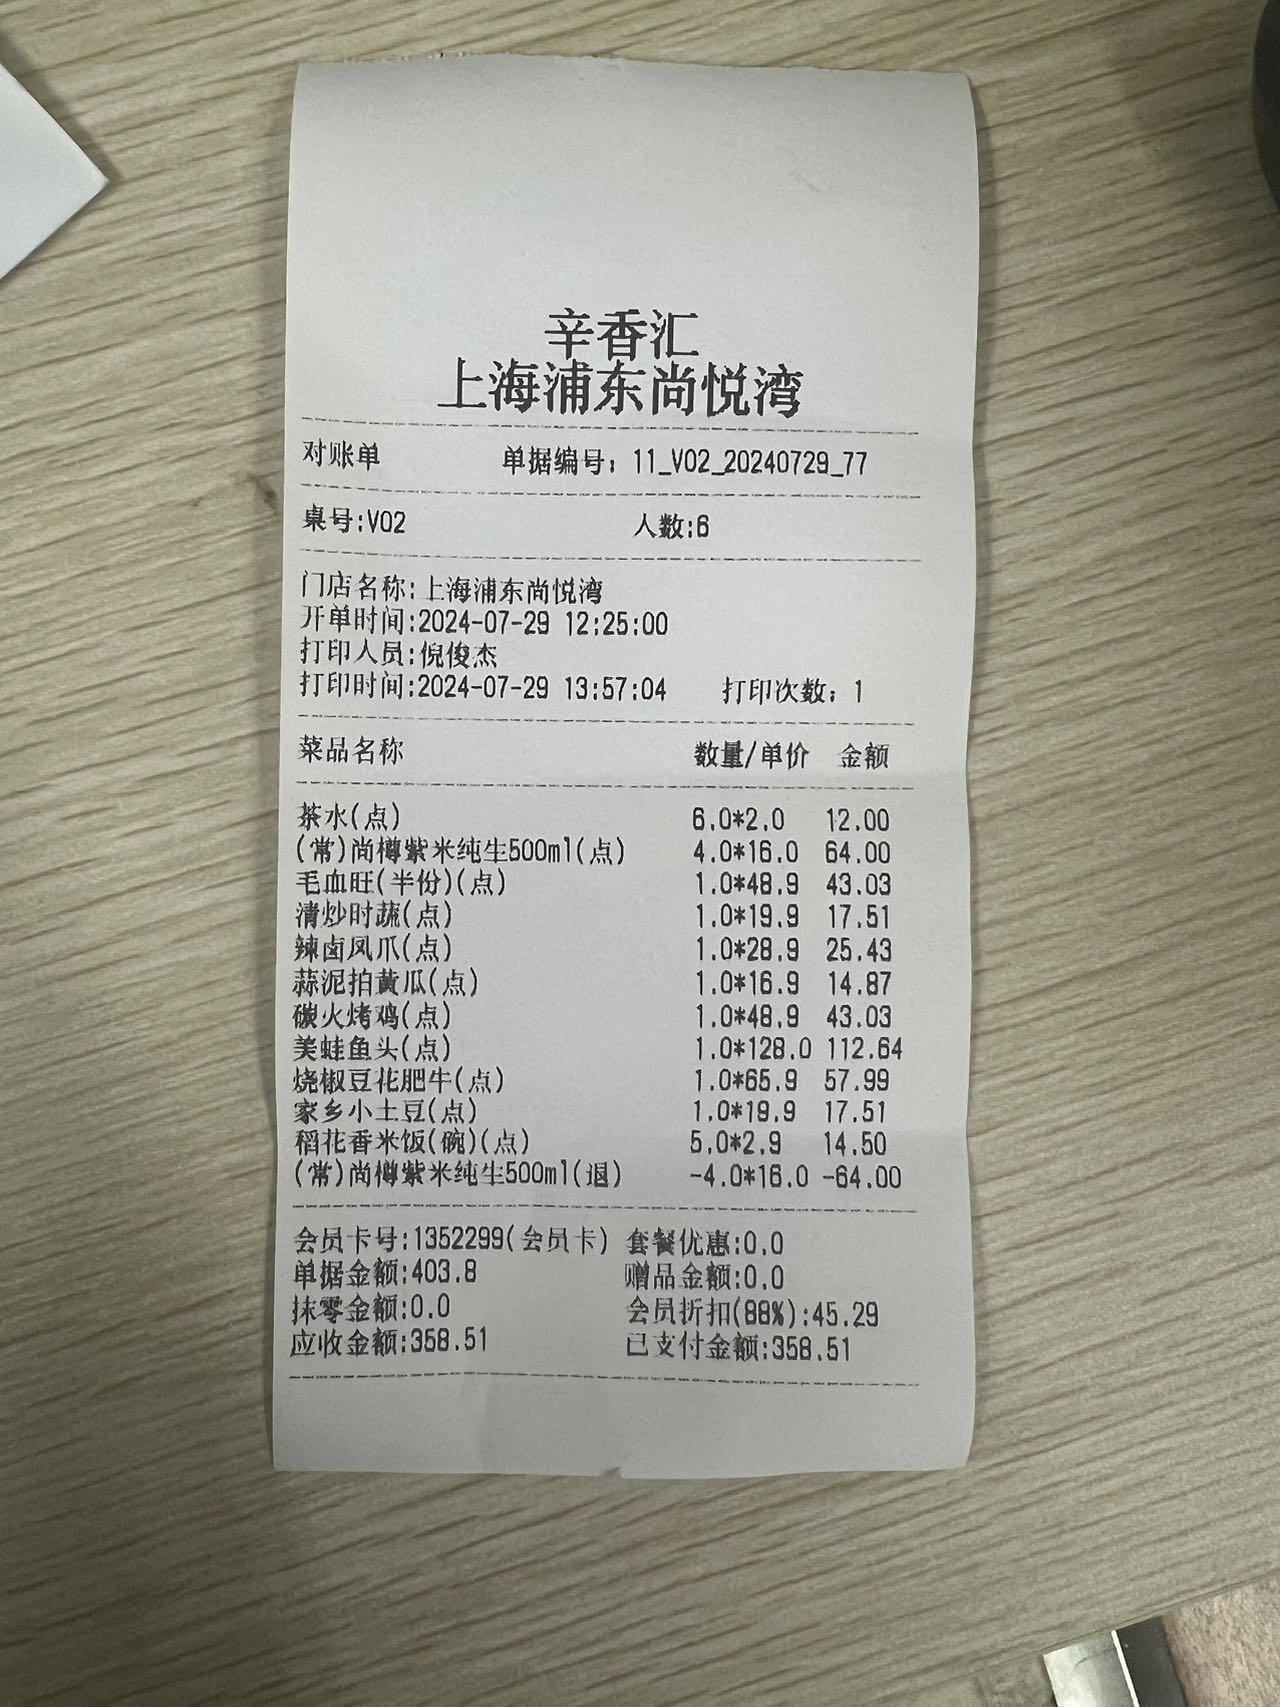 辛香汇
上海浦东尚悦湾
对账单 单据编号：11_V02_20240729_77
桌号:V02 人数:6
门店名称:上海浦东尚悦湾
开单时间:2024-07-29 12:25:00
打印人员:倪俊杰
打印时间:2024-07-29 13:57:04 打印次数：1
菜品名称 数量/单价 金额
茶水(点) 6.0*2.0 12.00
(常)尚樽紫米纯生500ml(点) 4.0*16.0 64.00
毛血旺(半份)(点) 1.0*48.9 43.03
清炒时蔬(点) 1.0*19.9 17.51
辣卤凤爪(点) 1.0*28.9 25.43
蒜泥拍黄瓜(点) 1.0*16.9 14.87
碳火烤鸡(点) 1.0*48.9 43.03
美蛙鱼头(点) 1.0*128.0 112.64
烧椒豆花肥牛(点) 1.0*65.9 57.99
家乡小土豆(点) 1.0*19.9 17.51
稻花香米饭(碗)(点) 5.0*2.9 14.50
(常)尚樽紫米纯生500ml(退) -4.0*16.0 -64.00
会员卡号:1352299(会员卡) 套餐优惠:0.0
单据金额:403.8 赠品金额:0.0
抹零金额:0.0 会员折扣(88%):45.29
应收金额:358.51 已支付金额:358.51